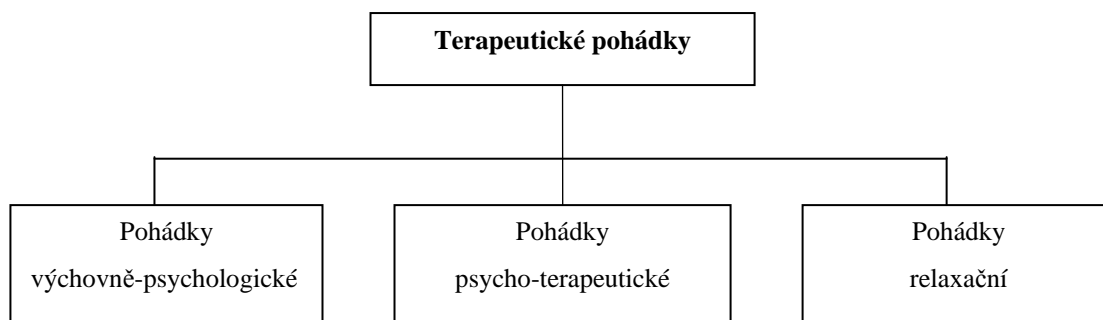 Terapeutické pohádky
Pohádky
výchovně-psychologické
Pohádky
psycho-terapeutické
Pohádky
relaxační